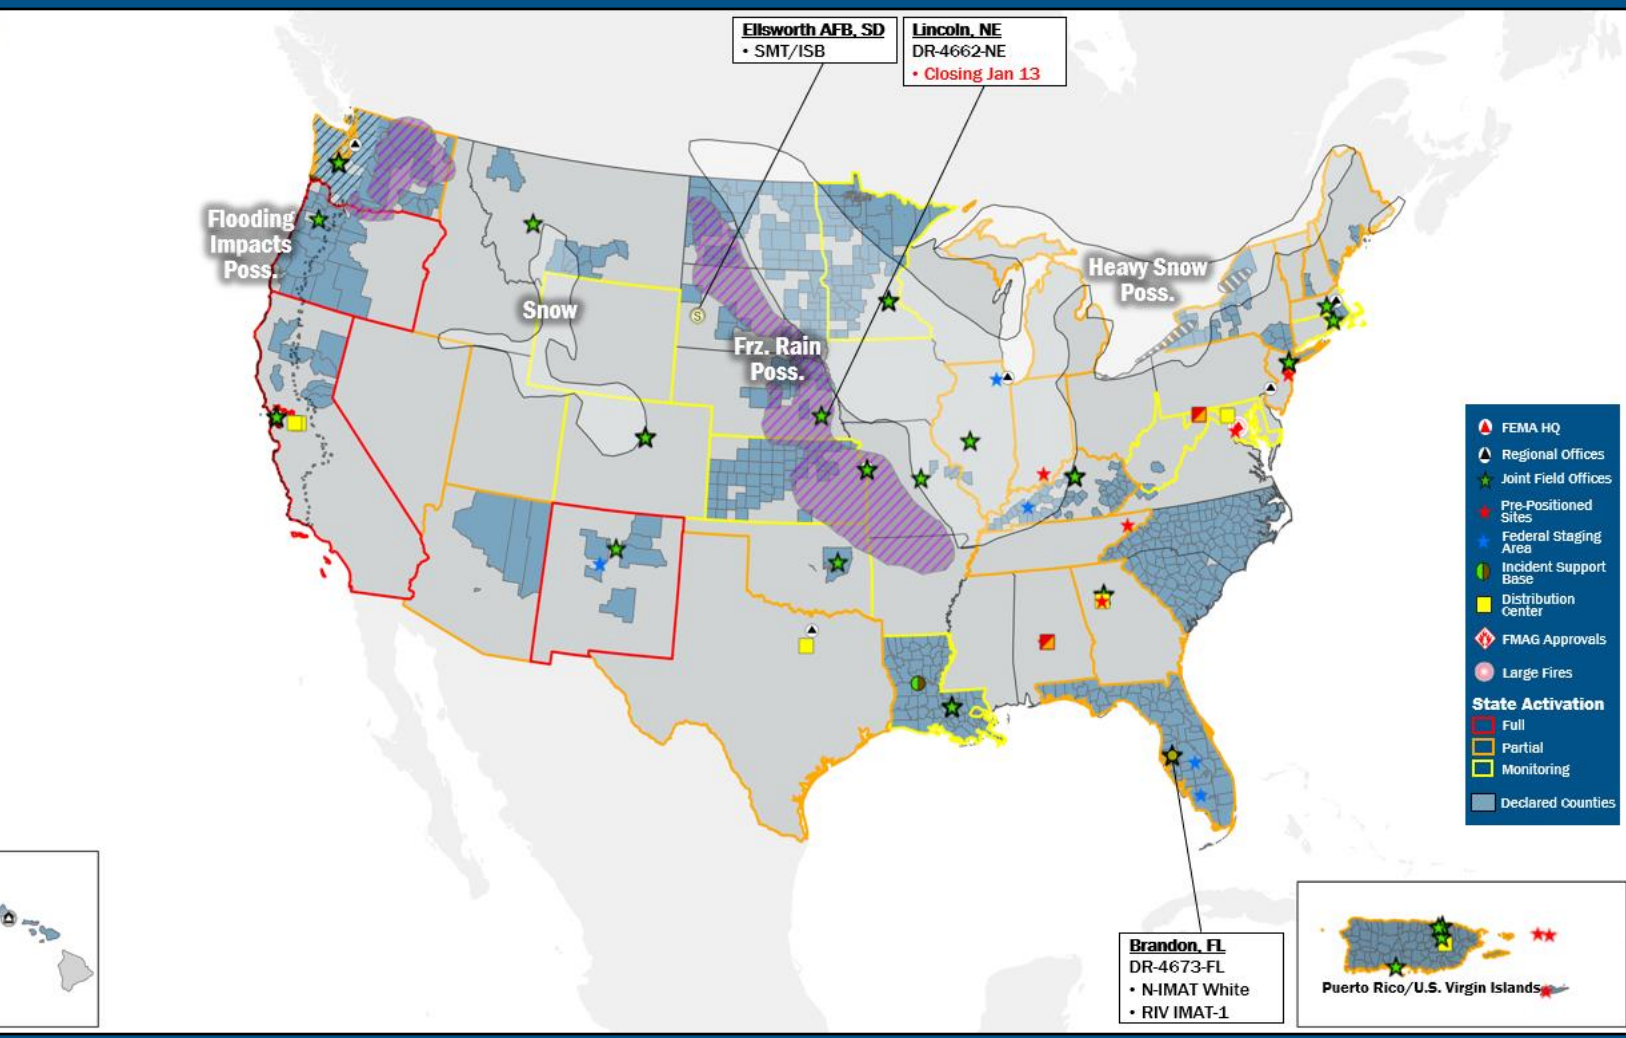 Ellsworth AFB, SD
• SMT/ISB
Lincoln, NE
DR-4662-NE
• Closing Jan 13
Flooding
Impacts
Poss.
Snow
Frz. Rain
Poss.
Heavy Snow
Poss.
S
FEMA HQ
Regional Offices
Joint Field Offices
Pre-Positioned
Sites
Federal Staging
Area
Incident Support
Base
Distribution
Center
FMAG Approvals
Large Fires
State Activation
Full
Partial
Monitoring
Declared Counties
Brandon, FL
DR-4673-FL
• N-IMAT White
• RIV IMAT-1
Puerto Rico/U.S. Virgin Islands